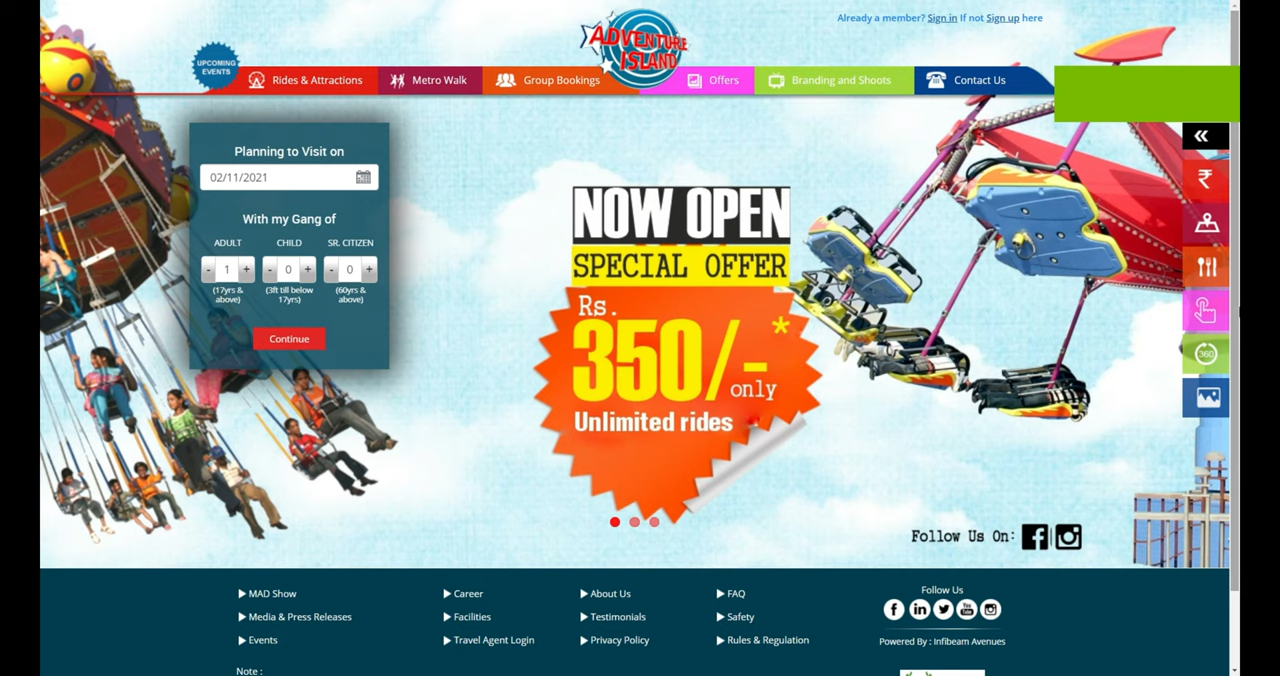 Already a member? Sign in If not Sign up here
ADVENTURE
ISLAND
UPCOMING
EVENTS
Rides & Attractions
Metro Walk
Group Bookings
Offers
Branding and Shoots
Contact Us
Planning to Visit on
02/11/2021
With my Gang of
ADULT CHILD SR. CITIZEN
- 1 + - 0 + - 0 +
(17yrs & above) (3ft till below 17yrs) (60yrs & above)
Continue
NOW OPEN
SPECIAL OFFER
Rs.
350/-*
only
Unlimited rides
«
₹
360
Follow Us On:
MAD Show
Media & Press Releases
Events
Career
Facilities
Travel Agent Login
About Us
Testimonials
Privacy Policy
FAQ
Safety
Rules & Regulation
Follow Us
You Tube
Powered By : Infibeam Avenues
Note :